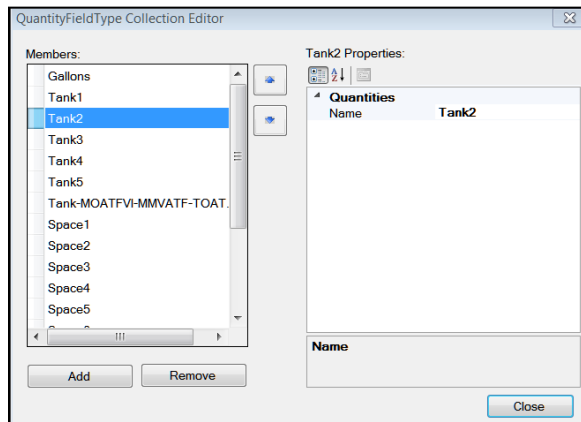 QuantityFieldType Collection Editor
Members:
Gallons
Tank1
Tank2
Tank3
Tank4
Tank5
Tank-MOATFVI-MMVATF-TOAT.
Space1
Space2
Space3
Space4
Space5
Add
Remove
Tank2 Properties:
Quantities
Name Tank2
Name
Close